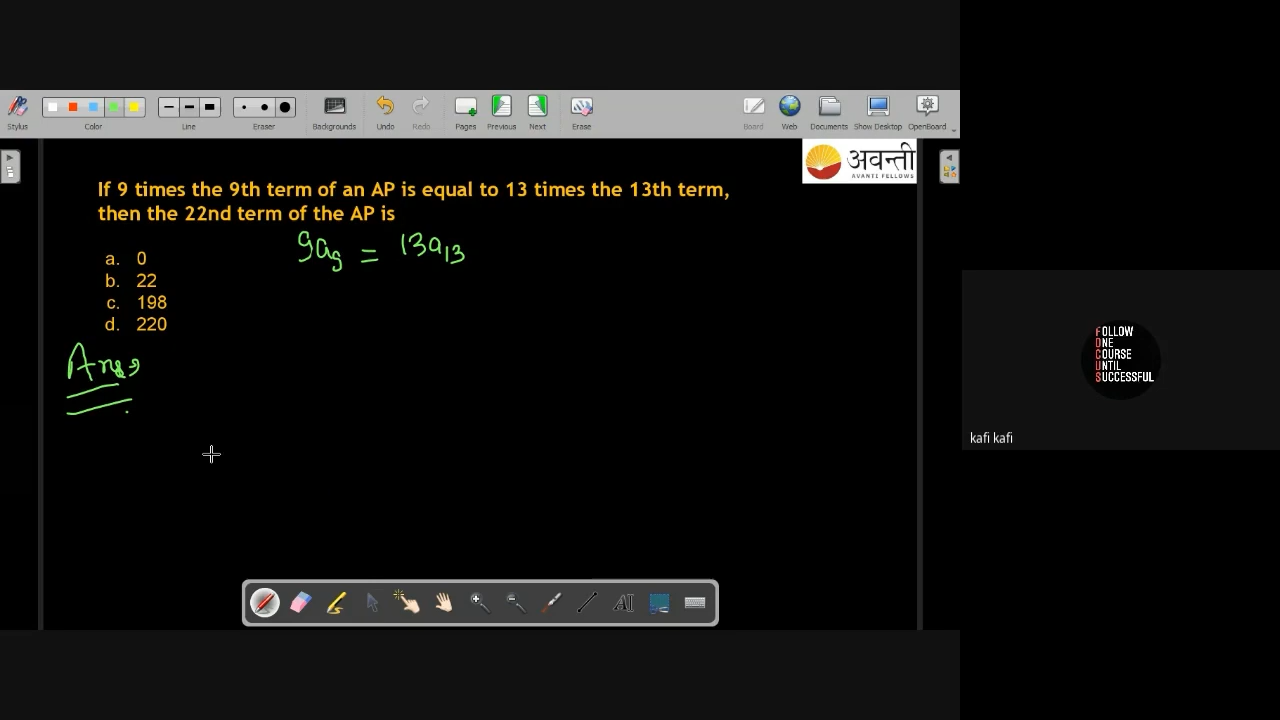 Stylus
Color
Line
Eraser
Backgrounds
Undo
Redo
Pages
Previous
Next
Erase
Board
Web
Documents
Show Desktop
OpenBoard
अवन्ती
AVANTI FELLOWS
If 9 times the 9th term of an AP is equal to 13 times the 13th term,
then the 22nd term of the AP is
9a₉ = 13a₁₃
a. 0
b. 22
c. 198
d. 220
Ans,
FOLLOW
ONE
COURSE
UNTIL
SUCCESSFUL
kafi kafi
AI